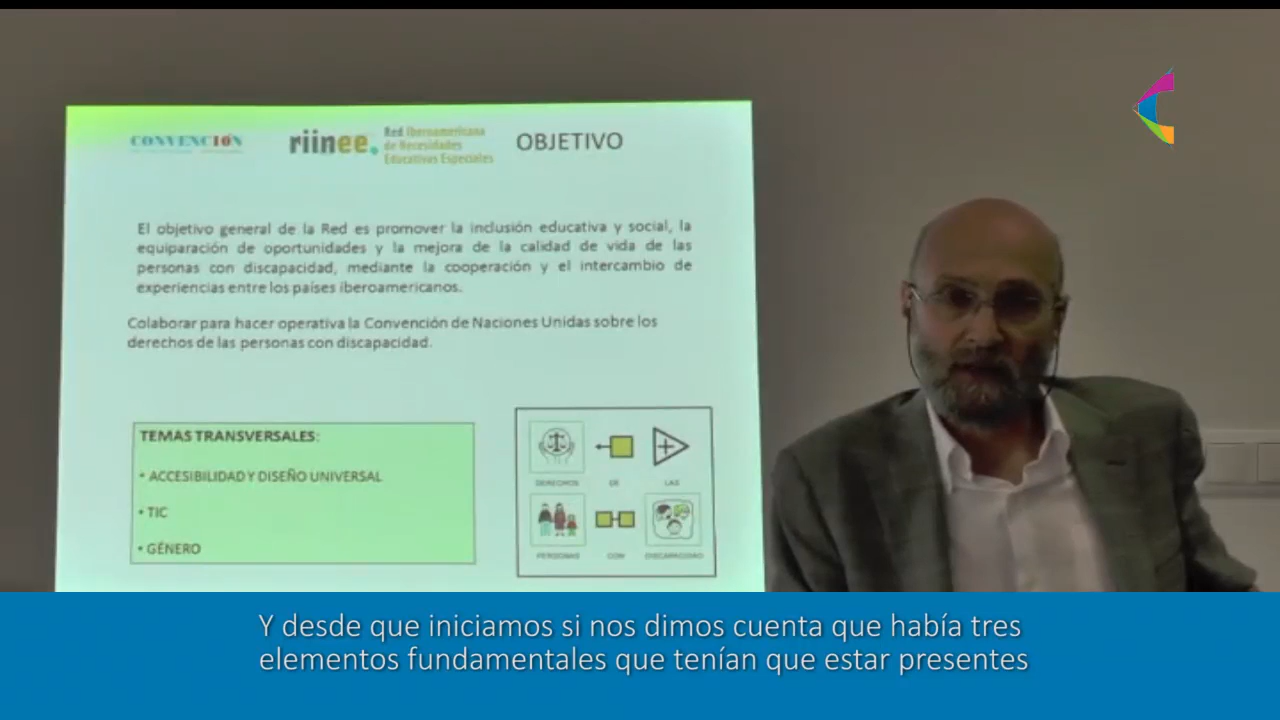 CONVENCIÓN
riinee.
Red Iberoamericana
de Necesidades
Educativas Especiales
OBJETIVO
El objetivo general de la Red es promover la inclusión educativa y social, la
equiparación de oportunidades y la mejora de la calidad de vida de las
personas con discapacidad, mediante la cooperación y el intercambio de
experiencias entre los países iberoamericanos.
Colaborar para hacer operativa la Convención de Naciones Unidas sobre los
derechos de las personas con discapacidad.
TEMAS TRANSVERSALES:
• ACCESIBILIDAD Y DISEÑO UNIVERSAL
• TIC
• GÉNERO
DERECHOS DE LAS
PERSONAS CON DISCAPACIDAD
Y desde que iniciamos si nos dimos cuenta que había tres
elementos fundamentales que tenían que estar presentes